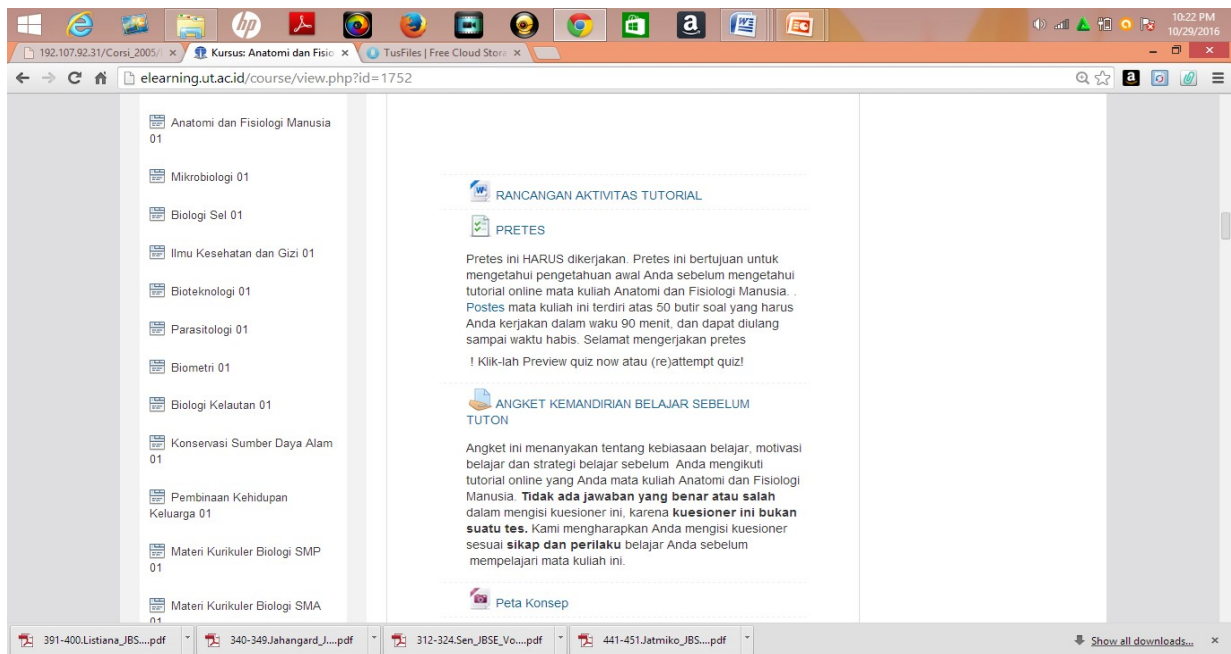 10:22 PM
10/29/2016
192.107.92.31/Corsi_2005/
Kursus: Anatomi dan Fisio
TusFiles | Free Cloud Stora
elearning.ut.ac.id/course/view.php?id=1752
Anatomi dan Fisiologi Manusia
01
Mikrobiologi 01
Biologi Sel 01
Ilmu Kesehatan dan Gizi 01
Bioteknologi 01
Parasitologi 01
Biometri 01
Biologi Kelautan 01
Konservasi Sumber Daya Alam
01
Pembinaan Kehidupan
Keluarga 01
Materi Kurikuler Biologi SMP
01
Materi Kurikuler Biologi SMA
01
RANCANGAN AKTIVITAS TUTORIAL
PRETES
Pretes ini HARUS dikerjakan. Pretes ini bertujuan untuk
mengetahui pengetahuan awal Anda sebelum mengetahui
tutorial online mata kuliah Anatomi dan Fisiologi Manusia. .
Postes mata kuliah ini terdiri atas 50 butir soal yang harus
Anda kerjakan dalam waku 90 menit, dan dapat diulang
sampai waktu habis. Selamat mengerjakan pretes
! Klik-lah Preview quiz now atau (re)attempt quiz!
ANGKET KEMANDIRIAN BELAJAR SEBELUM
TUTON
Angket ini menanyakan tentang kebiasaan belajar, motivasi
belajar dan strategi belajar sebelum Anda mengikuti
tutorial online yang Anda mata kuliah Anatomi dan Fisiologi
Manusia. Tidak ada jawaban yang benar atau salah
dalam mengisi kuesioner ini, karena kuesioner ini bukan
suatu tes. Kami mengharapkan Anda mengisi kuesioner
sesuai sikap dan perilaku belajar Anda sebelum
mempelajari mata kuliah ini.
Peta Konsep
391-400.Listiana_JBS....pdf
340-349.Jahangard_J....pdf
312-324.Sen_JBSE_Vo....pdf
441-451.Jatmiko_JBS....pdf
Show all downloads...